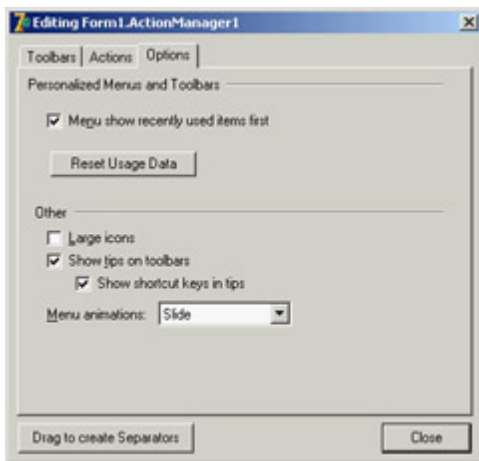 Editing Form1.ActionManager1
Toolbars Actions Options
Personalized Menus and Toolbars
Menu show recently used items first
Reset Usage Data
Other
Large icons
Show tips on toolbars
Show shortcut keys in tips
Menu animations: Slide
Drag to create Separators Close